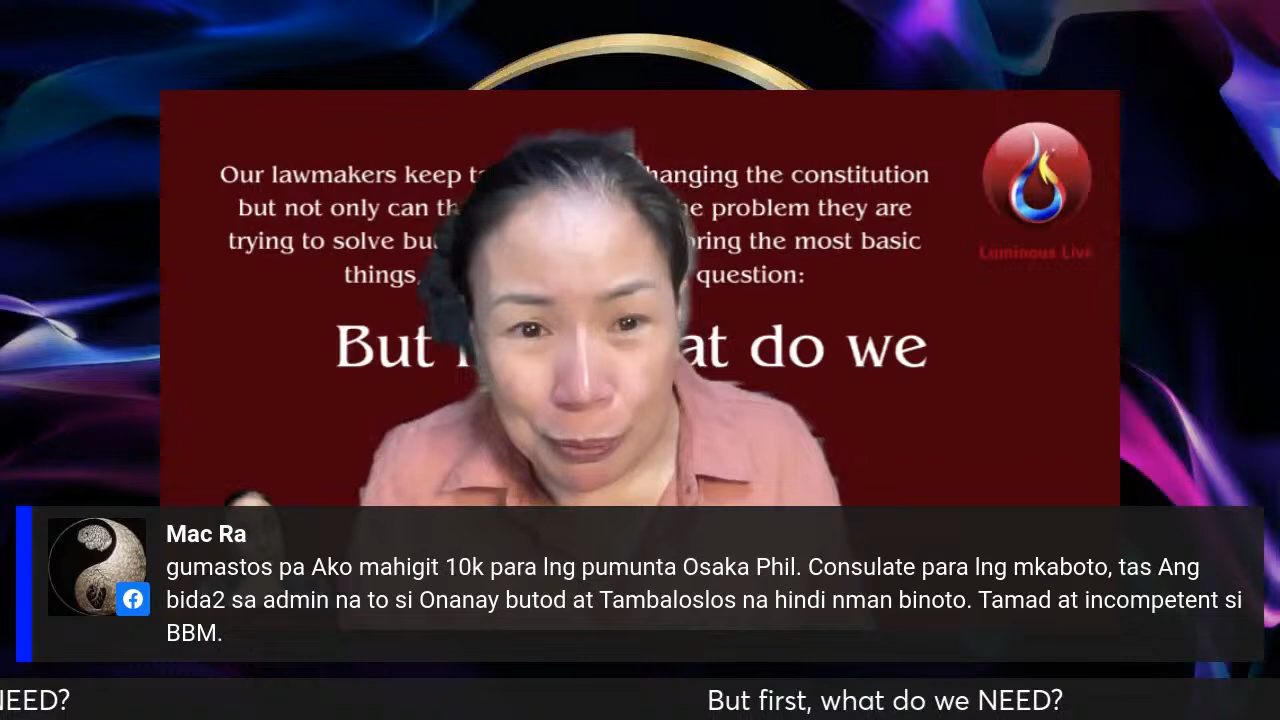 Our lawmakers keep hanging the constitution
but not only can he problem they are
trying to solve but ring the most basic
things, question:
Luminous Live
But at do we
Mac Ra
gumastos pa Ako mahigit 10k para lng pumunta Osaka Phil. Consulate para lng mkaboto, tas Ang
bida2 sa admin na to si Onanay butod at Tambaloslos na hindi nman binoto. Tamad at incompetent si
BBM.
NEED? But first, what do we NEED?